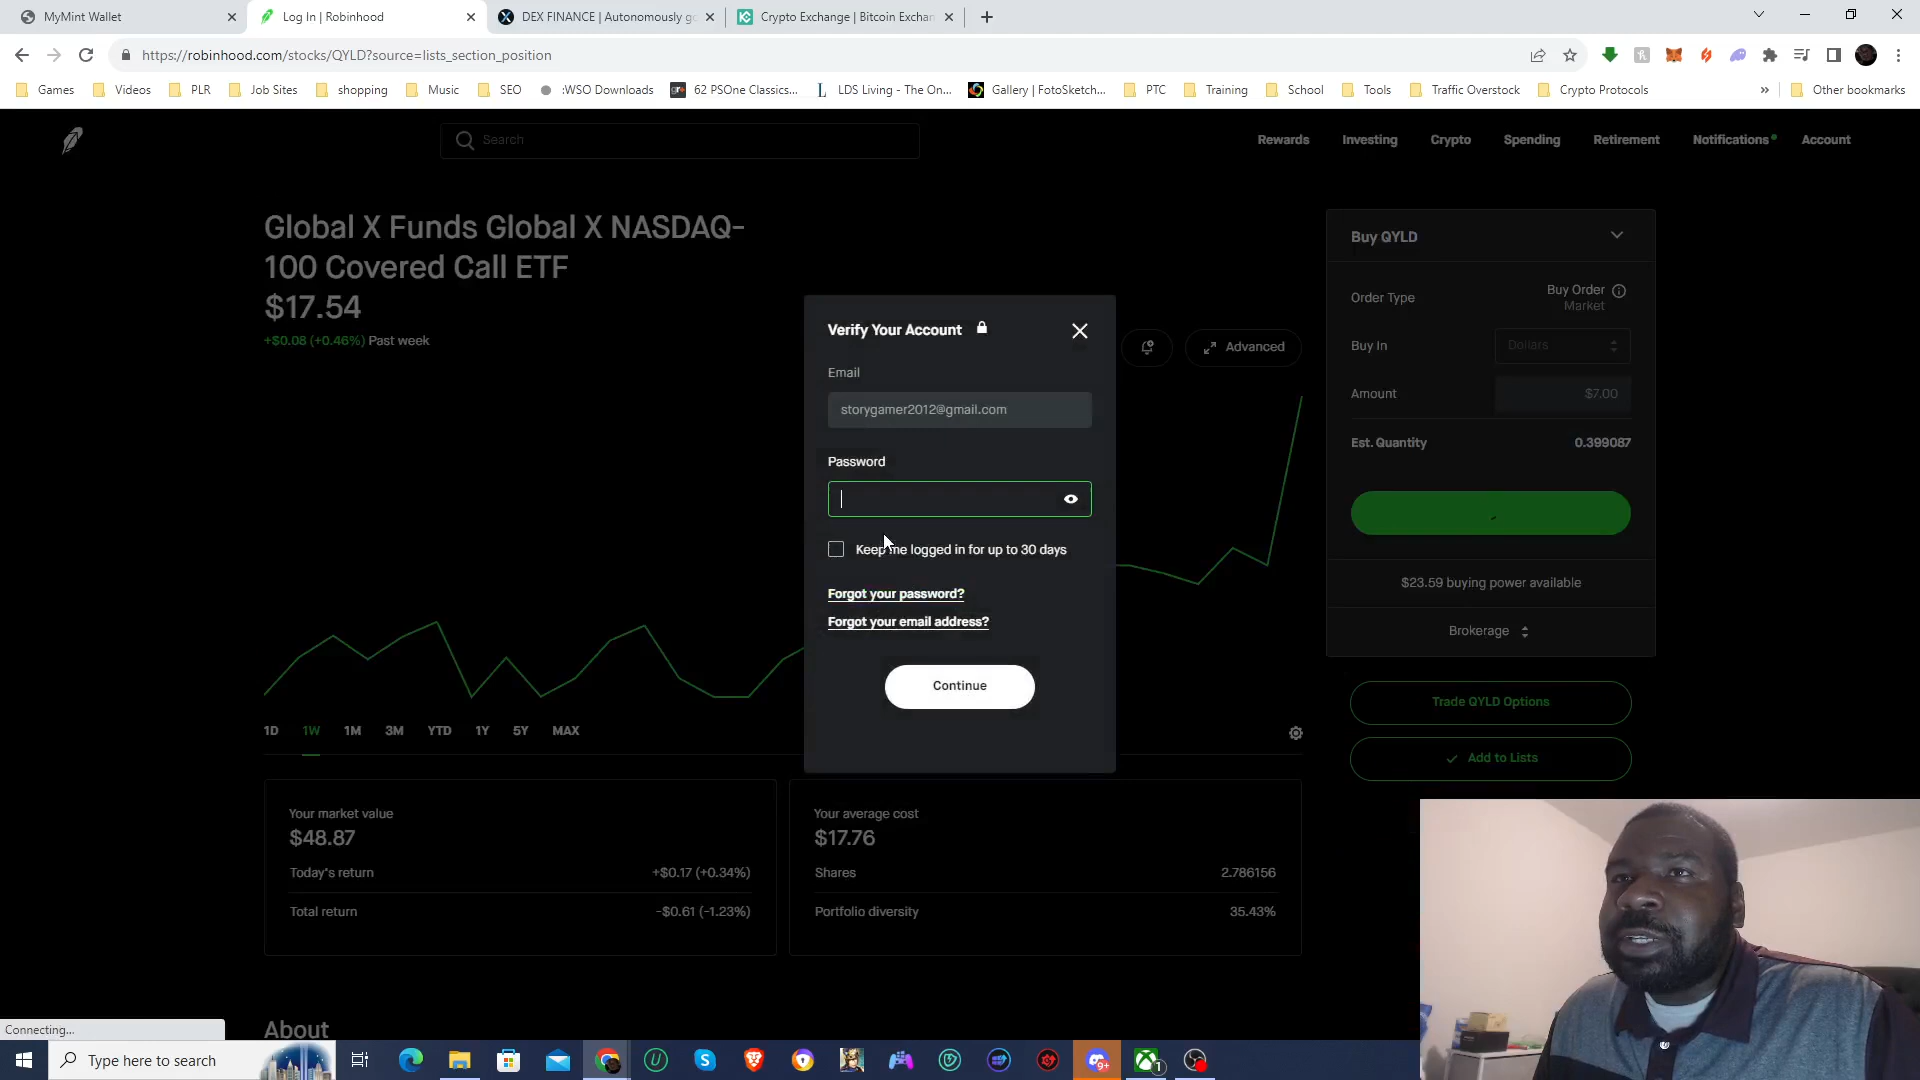 MyMint Wallet
Log In | Robinhood
DEX FINANCE | Autonomously go
Crypto Exchange | Bitcoin Exchan
https://robinhood.com/stocks/QYLD?source=lists_section_position
Games
Videos
PLR
Job Sites
shopping
Music
SEO
:WSO Downloads
62 PSOne Classics...
LDS Living - The On...
Gallery | FotoSketch...
PTC
Training
School
Tools
Traffic Overstock
Crypto Protocols
»
Other bookmarks
Search
Rewards
Investing
Crypto
Spending
Retirement
Notifications
Account
Global X Funds Global X NASDAQ-
100 Covered Call ETF
$17.54
+$0.08 (+0.46%) Past week
Advanced
Verify Your Account
Email
storygamer2012@gmail.com
Password
Keep me logged in for up to 30 days
Forgot your password?
Forgot your email address?
Continue
Buy QYLD
Order Type
Buy Order
Market
Buy In
Dollars
Amount
$7.00
Est. Quantity
0.399087
$23.59 buying power available
Brokerage
Trade QYLD Options
Add to Lists
1D
1W
1M
3M
YTD
1Y
5Y
MAX
Your market value
$48.87
Today's return
+$0.17 (+0.34%)
Total return
-$0.61 (-1.23%)
Your average cost
$17.76
Shares
2.786156
Portfolio diversity
35.43%
About
Connecting...
Type here to search
9+
1